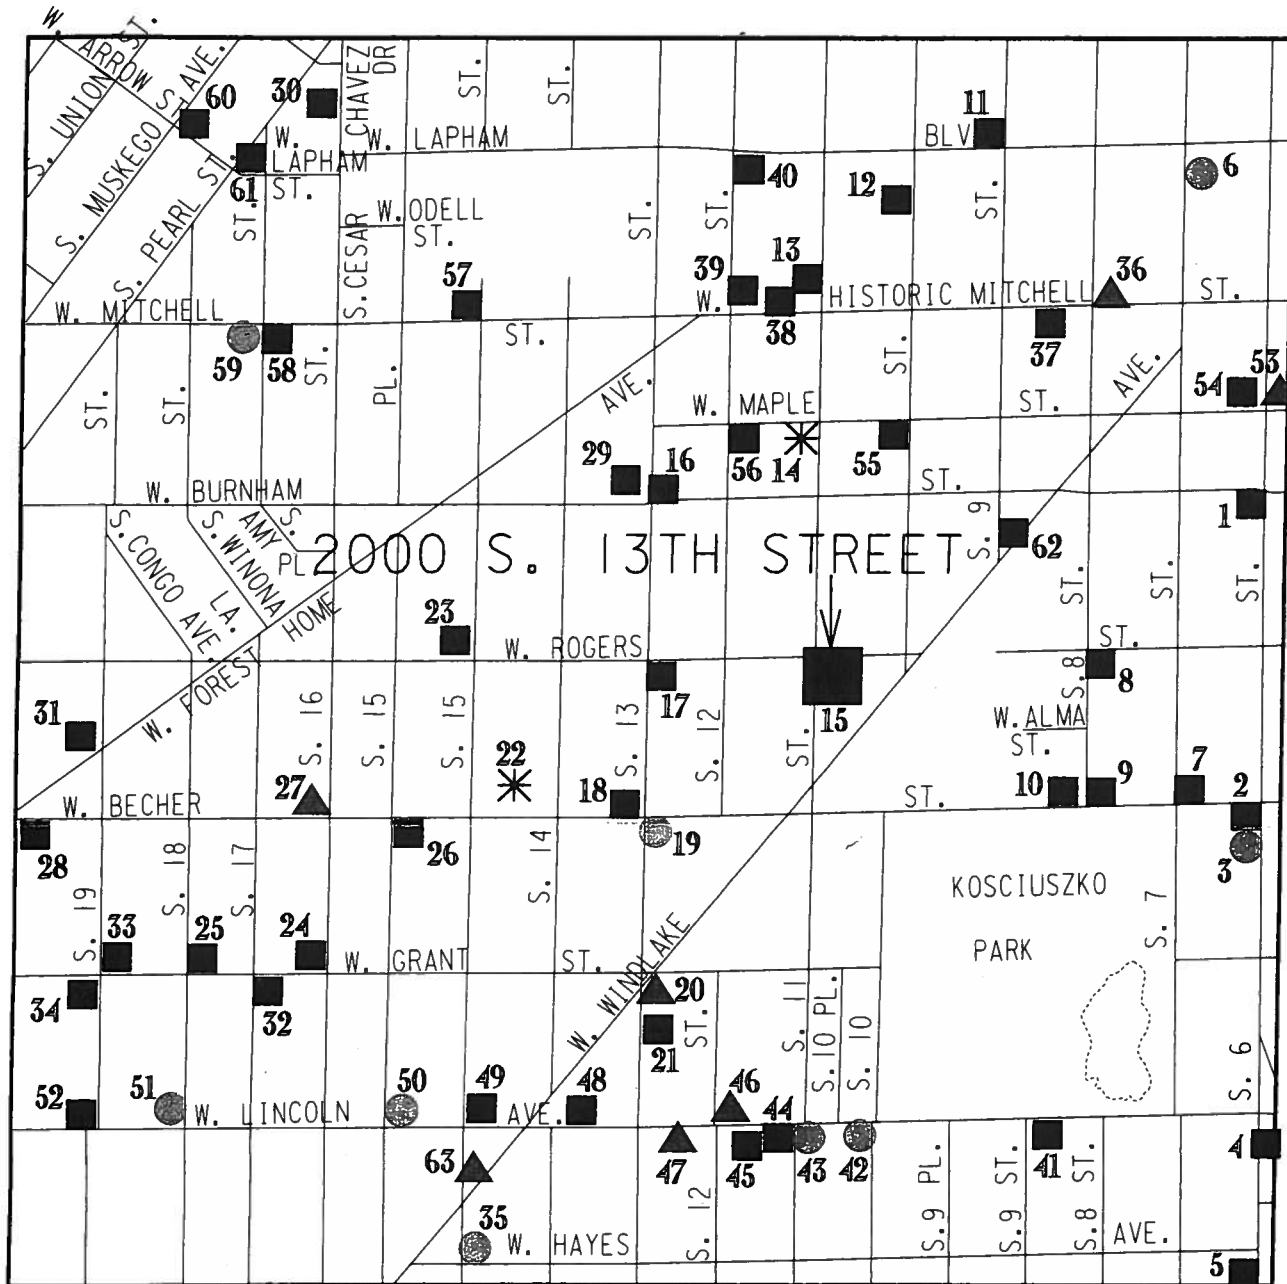 W. ARROW ST.
S. UNION ST.
S. MUSKEGO AVE.
S. PEARL ST.
60
30
S. CESAR CHAVEZ DR
ST.
ST.
11
W. LAPHAM
BLV
W. LAPHAM ST.
61
40
12
6
W. ODELL ST.
ST.
ST.
ST.
ST.
57
39
13
36
W. MITCHELL
ST.
W. HISTORIC MITCHELL
ST.
38
37
59
58
ST.
PL.
ST.
ST.
AVE.
ST.
AVE.
54
53
W. MAPLE
ST.
29
16
56
14
55
W. BURNHAM
ST.
1
S. CONGO AVE.
S. WINONA LA.
S. AMY PL
2000 S. 13TH STREET
S. 9
62
ST.
ST.
ST.
23
W. ROGERS
ST.
8
W. FOREST HOME
17
15
31
S. 16
S. 15
S. 15
S. 13
S. 12
ST.
S. 8
W. ALMA ST.
22
27
18
10
9
7
2
W. BECHER
ST.
28
26
19
3
S. 19
S. 18
S. 17
S. 14
KOSCIUSZKO
PARK
S. 7
33
25
24
W. GRANT
ST.
W. WINDLAKE
34
32
20
21
ST.
S. 11
S. 10 PL.
S. 10
S. 6
52
51
50
49
48
46
44
W. LINCOLN
AVE.
63
47
45
43
42
41
4
35
W. HAYES
AVE.
S. 12
S. 9 PL.
S. 9 ST.
S. 8 ST.
5